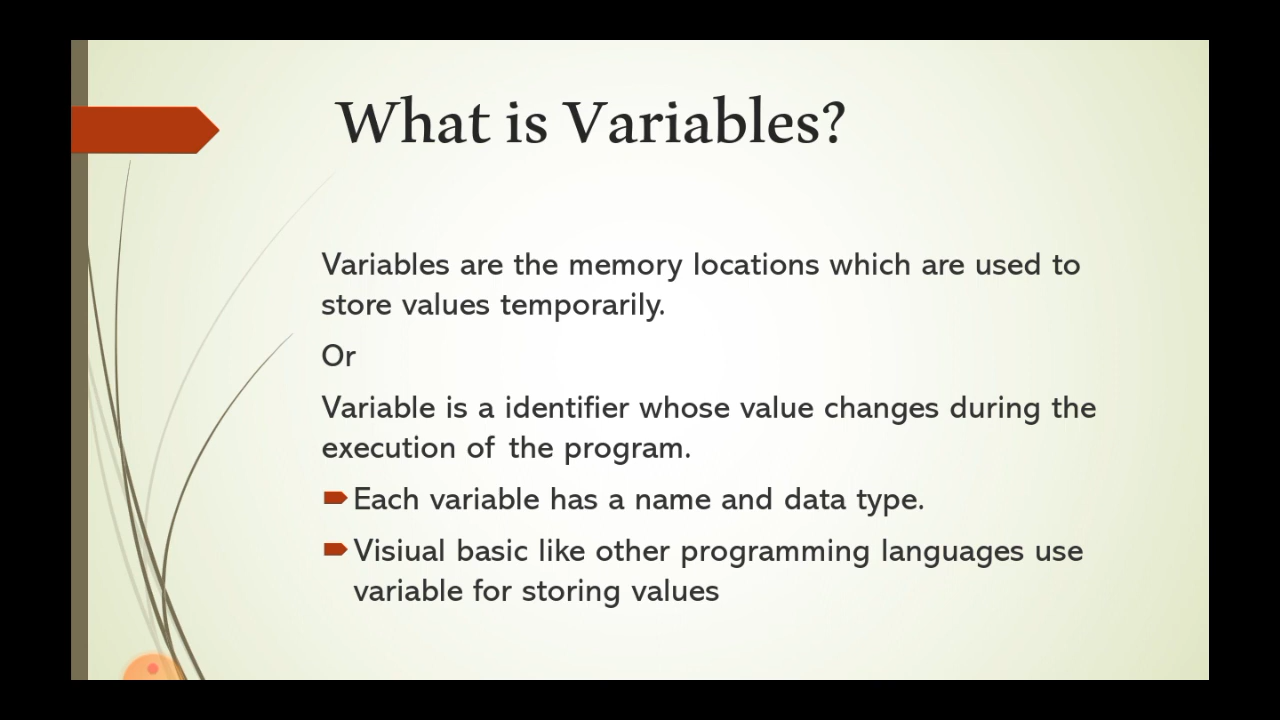 What is Variables?
Variables are the memory locations which are used to
store values temporarily.
Or
Variable is a identifier whose value changes during the
execution of the program.
Each variable has a name and data type.
Visiual basic like other programming languages use
variable for storing values